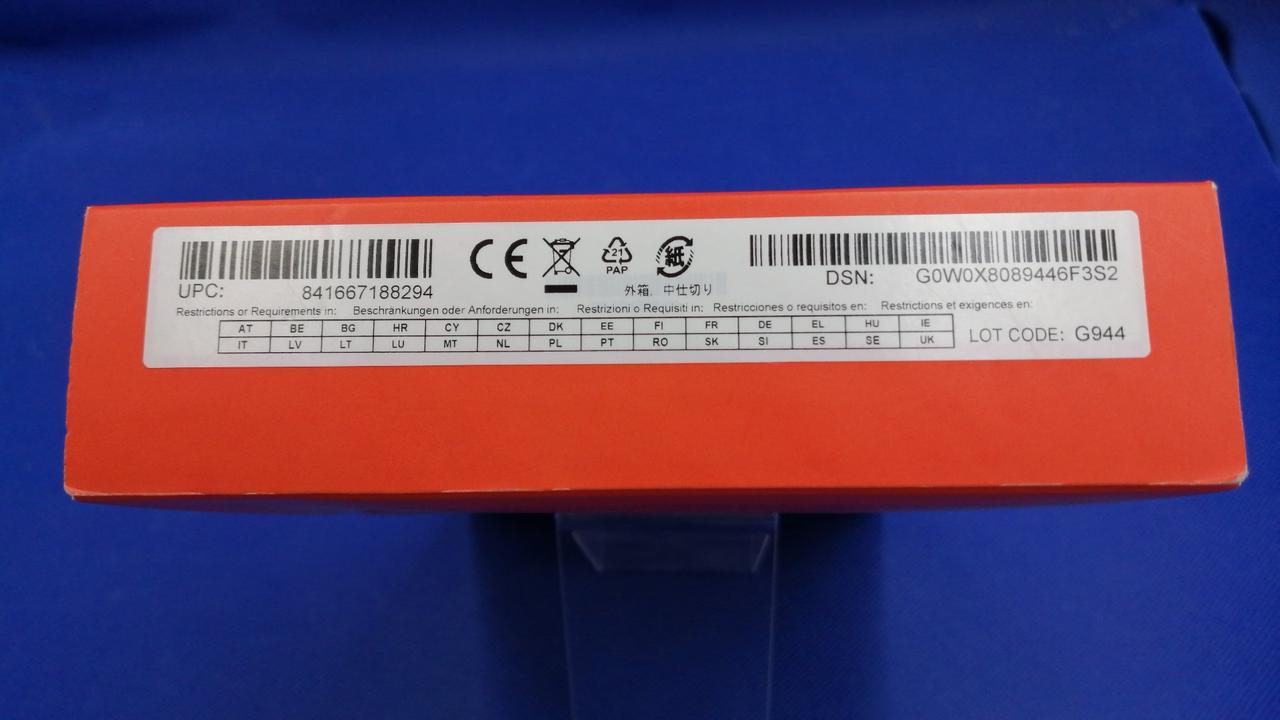 CE 21 PAP 紙
UPC: 841667188294
外箱, 中仕切り
DSN: G0W0X8089446F3S2
Restrictions or Requirements in: Beschränkungen oder Anforderungen in: Restrizioni o Requisiti in: Restricciones o requisitos en: Restrictions et exigences en:
AT BE BG HR CY CZ DK EE FI FR DE EL HU IE
IT LV LT LU MT NL PL PT RO SK SI ES SE UK
LOT CODE: G944